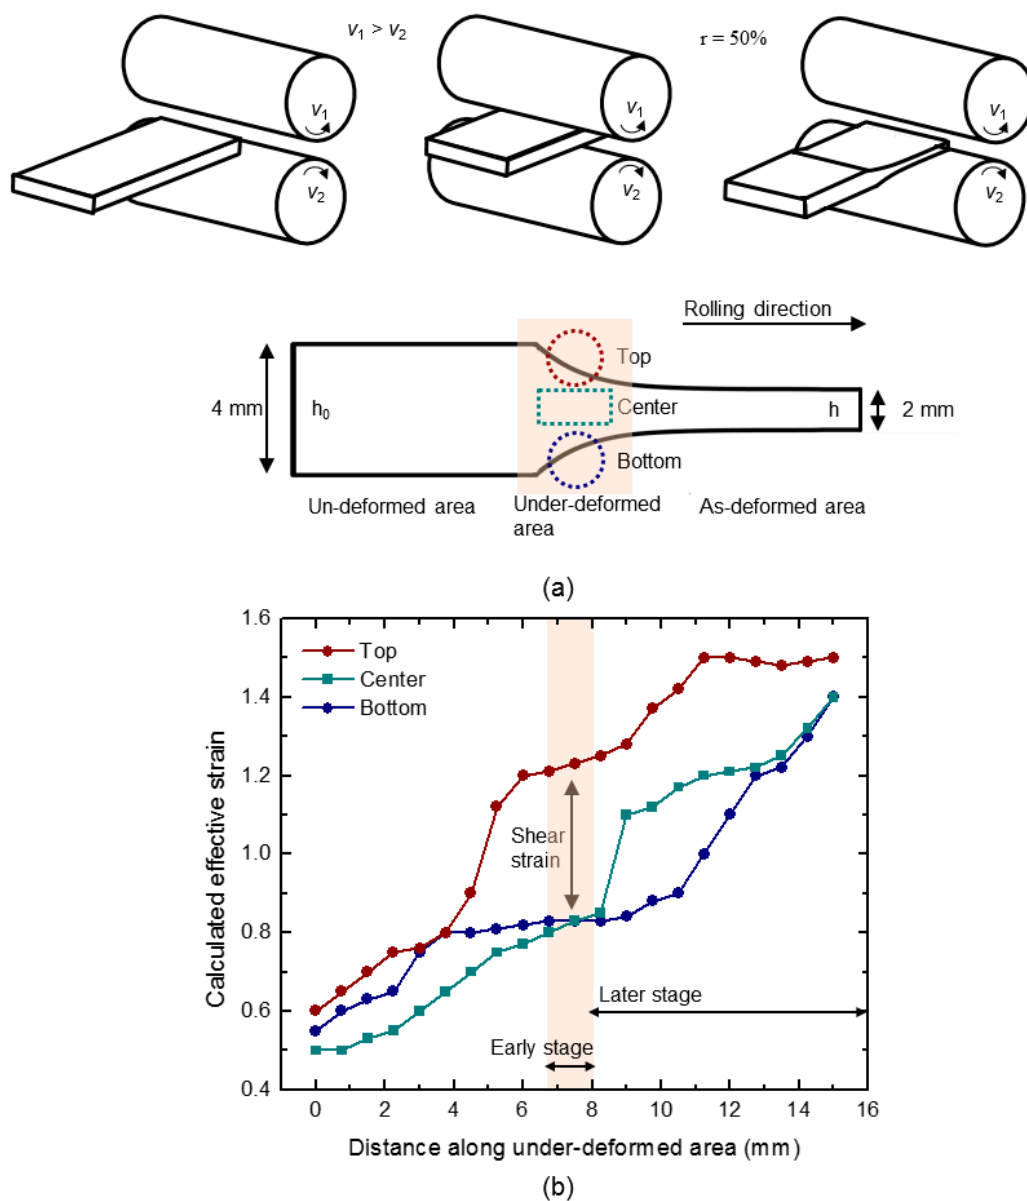 v1 > v2
r = 50%
v1
v2
v1
v2
v1
v2
Rolling direction
Top
4 mm
h0
Center
h
2 mm
Bottom
Un-deformed area
Under-deformed
area
As-deformed area
(a)
1.6
1.4
1.2
1.0
0.8
0.6
0.4
Calculated effective strain
Top
Center
Bottom
Shear
strain
Later stage
Early stage
0
2
4
6
8
10
12
14
16
Distance along under-deformed area (mm)
(b)